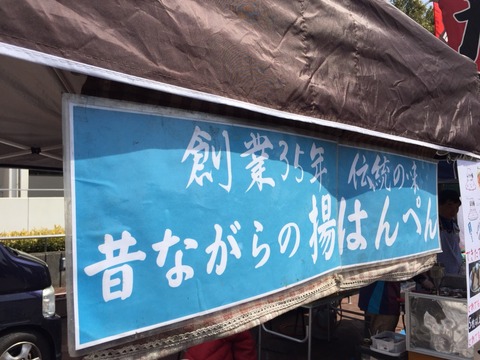 創業35年 伝統の味
昔ながらの揚はんぺん